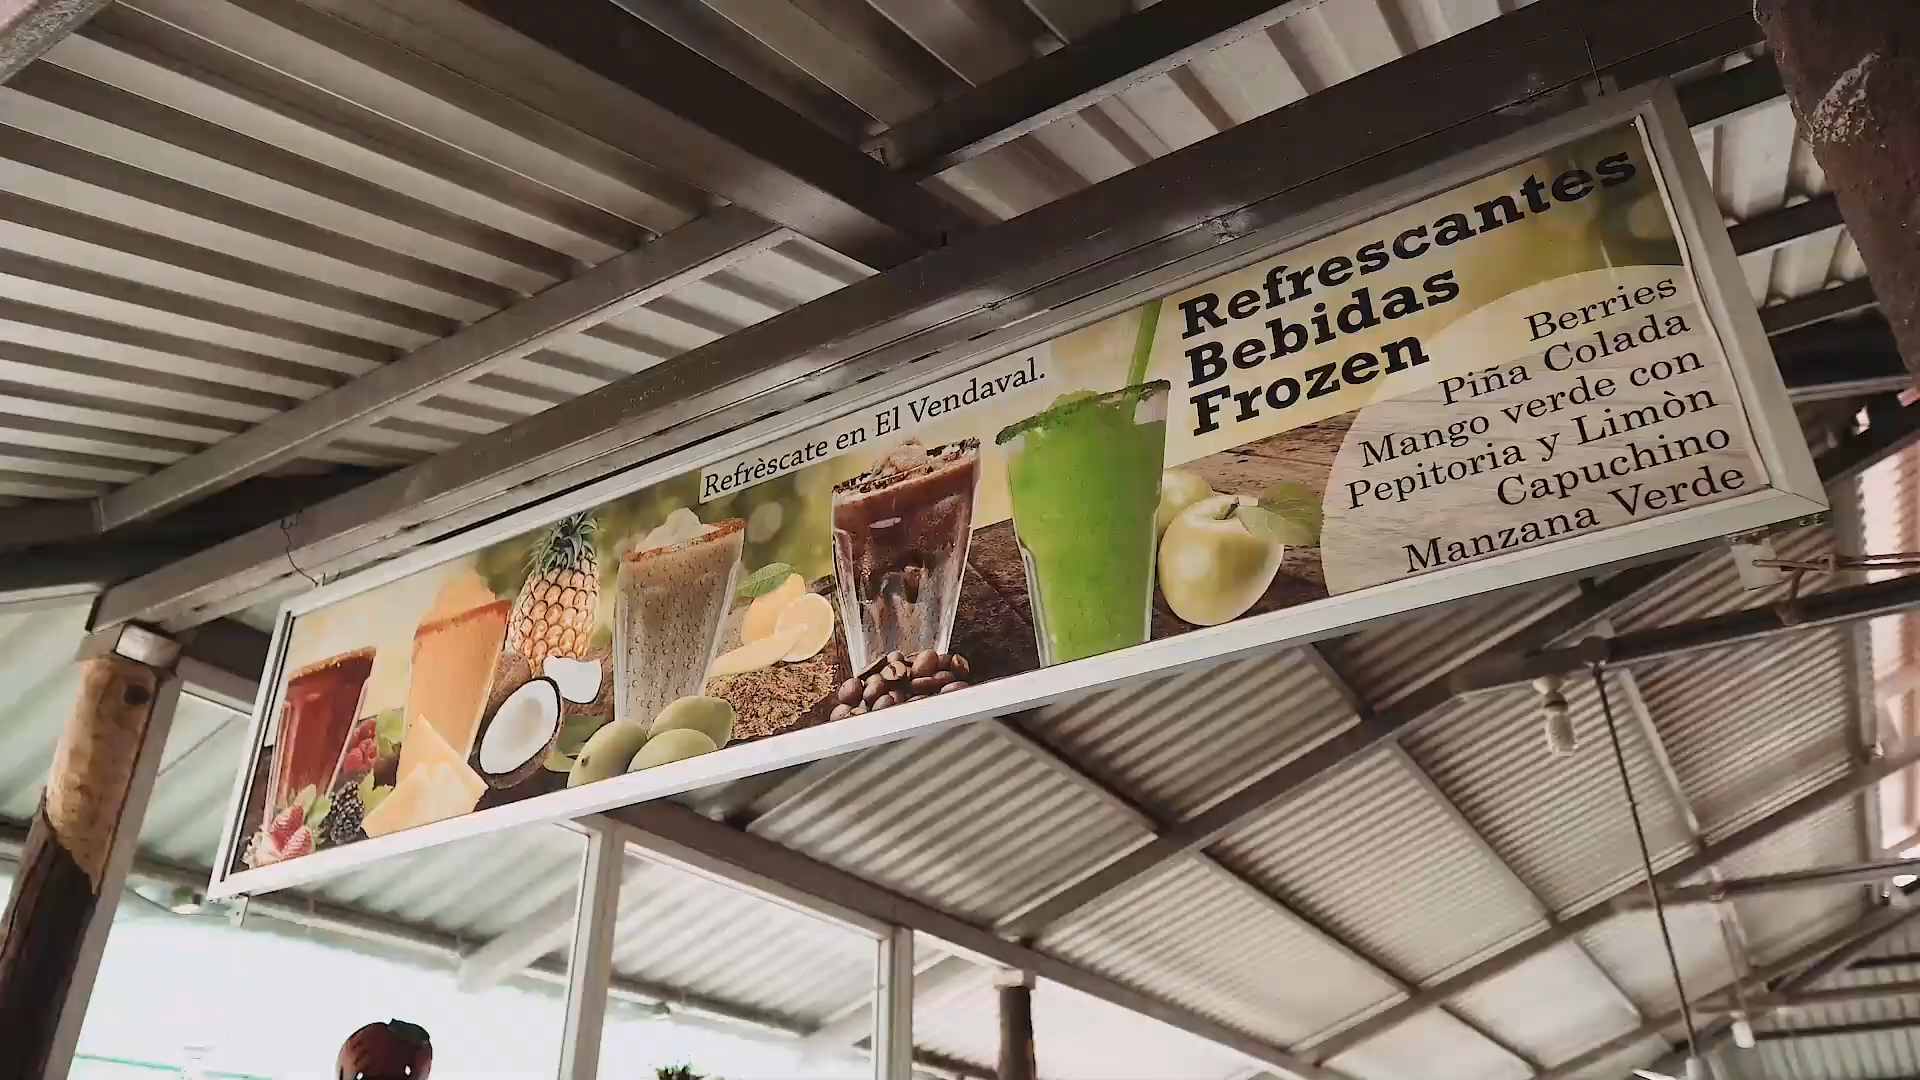 Refrèscate en El Vendaval.
Refrescantes
Bebidas
Frozen
Berries
Piña Colada
Mango verde con
Pepitoria y Limòn
Capuchino
Manzana Verde